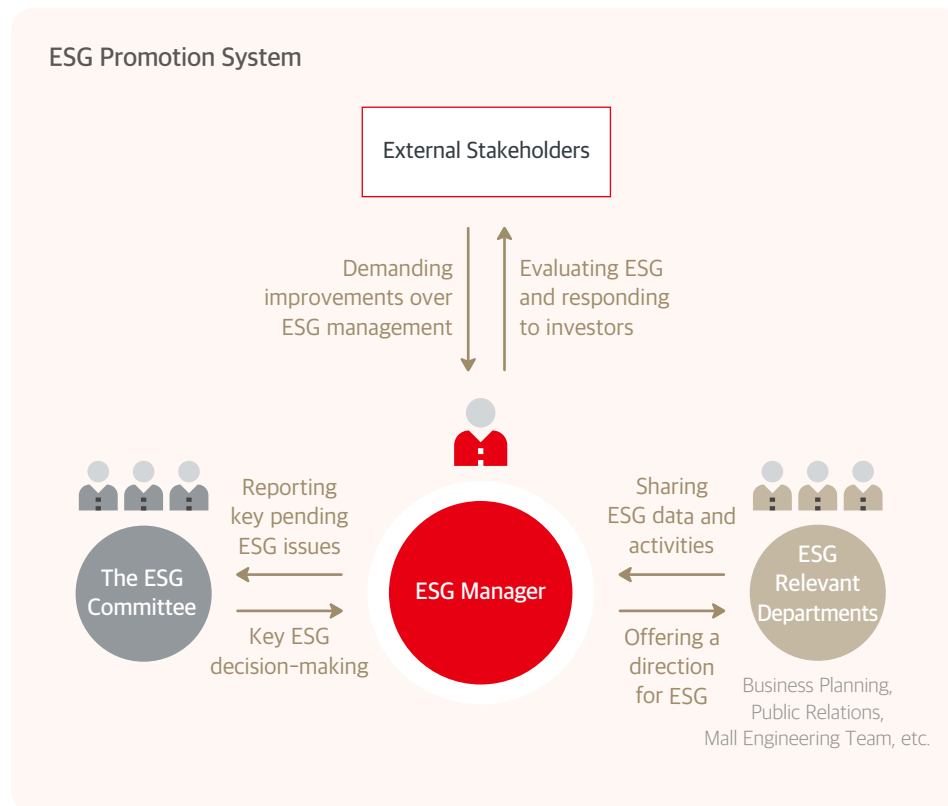 ESG Promotion System
External Stakeholders
Demanding
improvements over
ESG management
Evaluating ESG
and responding
to investors
Reporting
key pending
ESG issues
Sharing
ESG data and
activities
The ESG
Committee
ESG Manager
ESG
Relevant
Departments
Key ESG
decision-making
Offering a
direction
for ESG
Business Planning,
Public Relations,
Mall Engineering Team, etc.